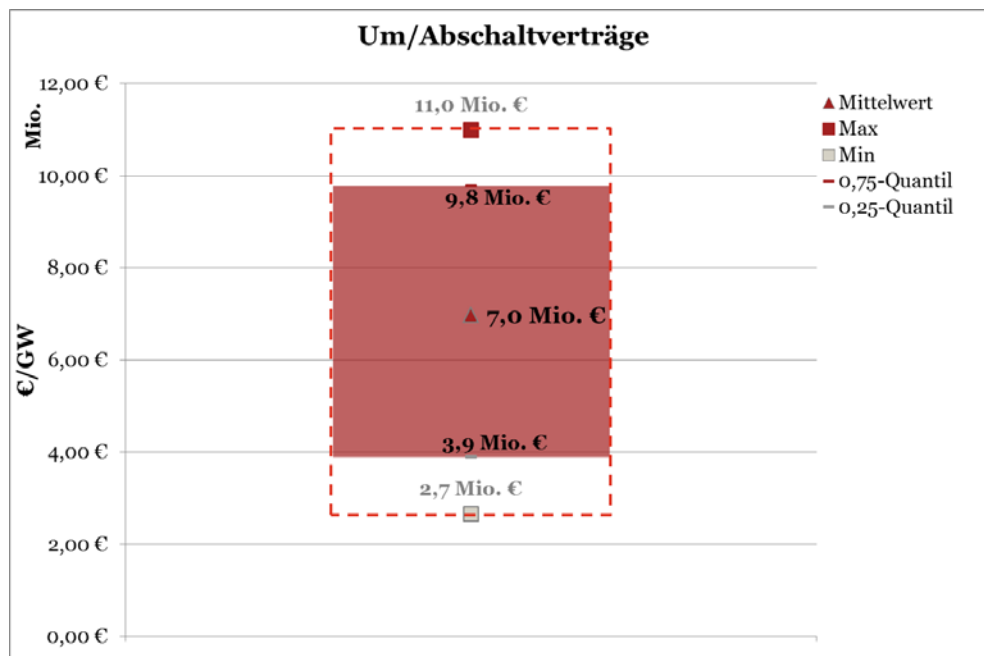 Um/Abschaltverträge
Mio.
€/GW
12,00 €
10,00 €
8,00 €
6,00 €
4,00 €
2,00 €
0,00 €
11,0 Mio. €
9,8 Mio. €
7,0 Mio. €
3,9 Mio. €
2,7 Mio. €
Mittelwert
Max
Min
0,75-Quantil
0,25-Quantil